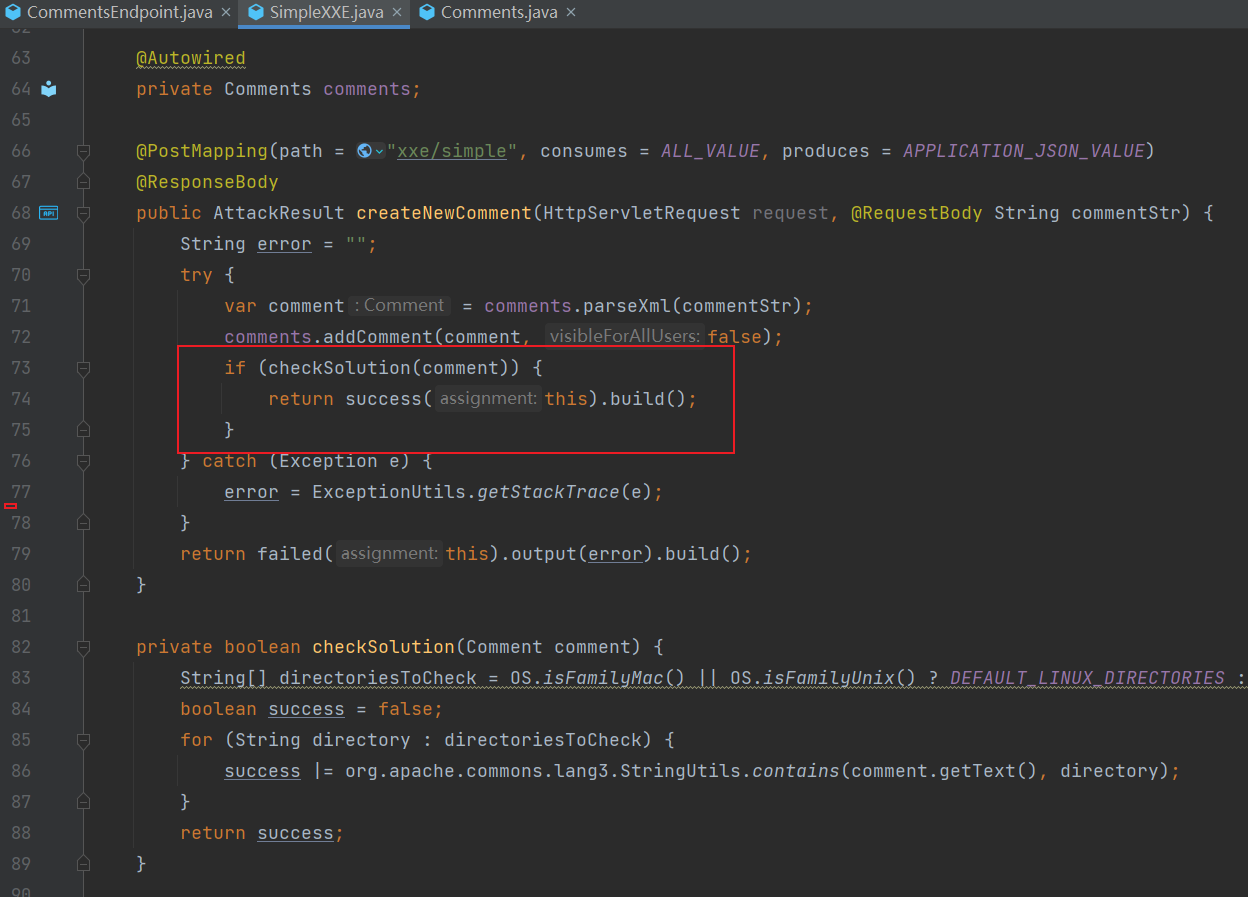 CommentsEndpoint.java × SimpleXXE.java × Comments.java ×
62
63 @Autowired
64 private Comments comments;
65
66 @PostMapping(path = "xxe/simple", consumes = ALL_VALUE, produces = APPLICATION_JSON_VALUE)
67 @ResponseBody
68 API public AttackResult createNewComment(HttpServletRequest request, @RequestBody String commentStr) {
69 String error = "";
70 try {
71 var comment : Comment = comments.parseXml(commentStr);
72 comments.addComment(comment, visibleForAllUsers: false);
73 if (checkSolution(comment)) {
74 return success( assignment: this).build();
75 }
76 } catch (Exception e) {
77 error = ExceptionUtils.getStackTrace(e);
78 }
79 return failed( assignment: this).output(error).build();
80 }
81
82 private boolean checkSolution(Comment comment) {
83 String[] directoriesToCheck = OS.isFamilyMac() || OS.isFamilyUnix() ? DEFAULT_LINUX_DIRECTORIES :
84 boolean success = false;
85 for (String directory : directoriesToCheck) {
86 success |= org.apache.commons.lang3.StringUtils.contains(comment.getText(), directory);
87 }
88 return success;
89 }
90